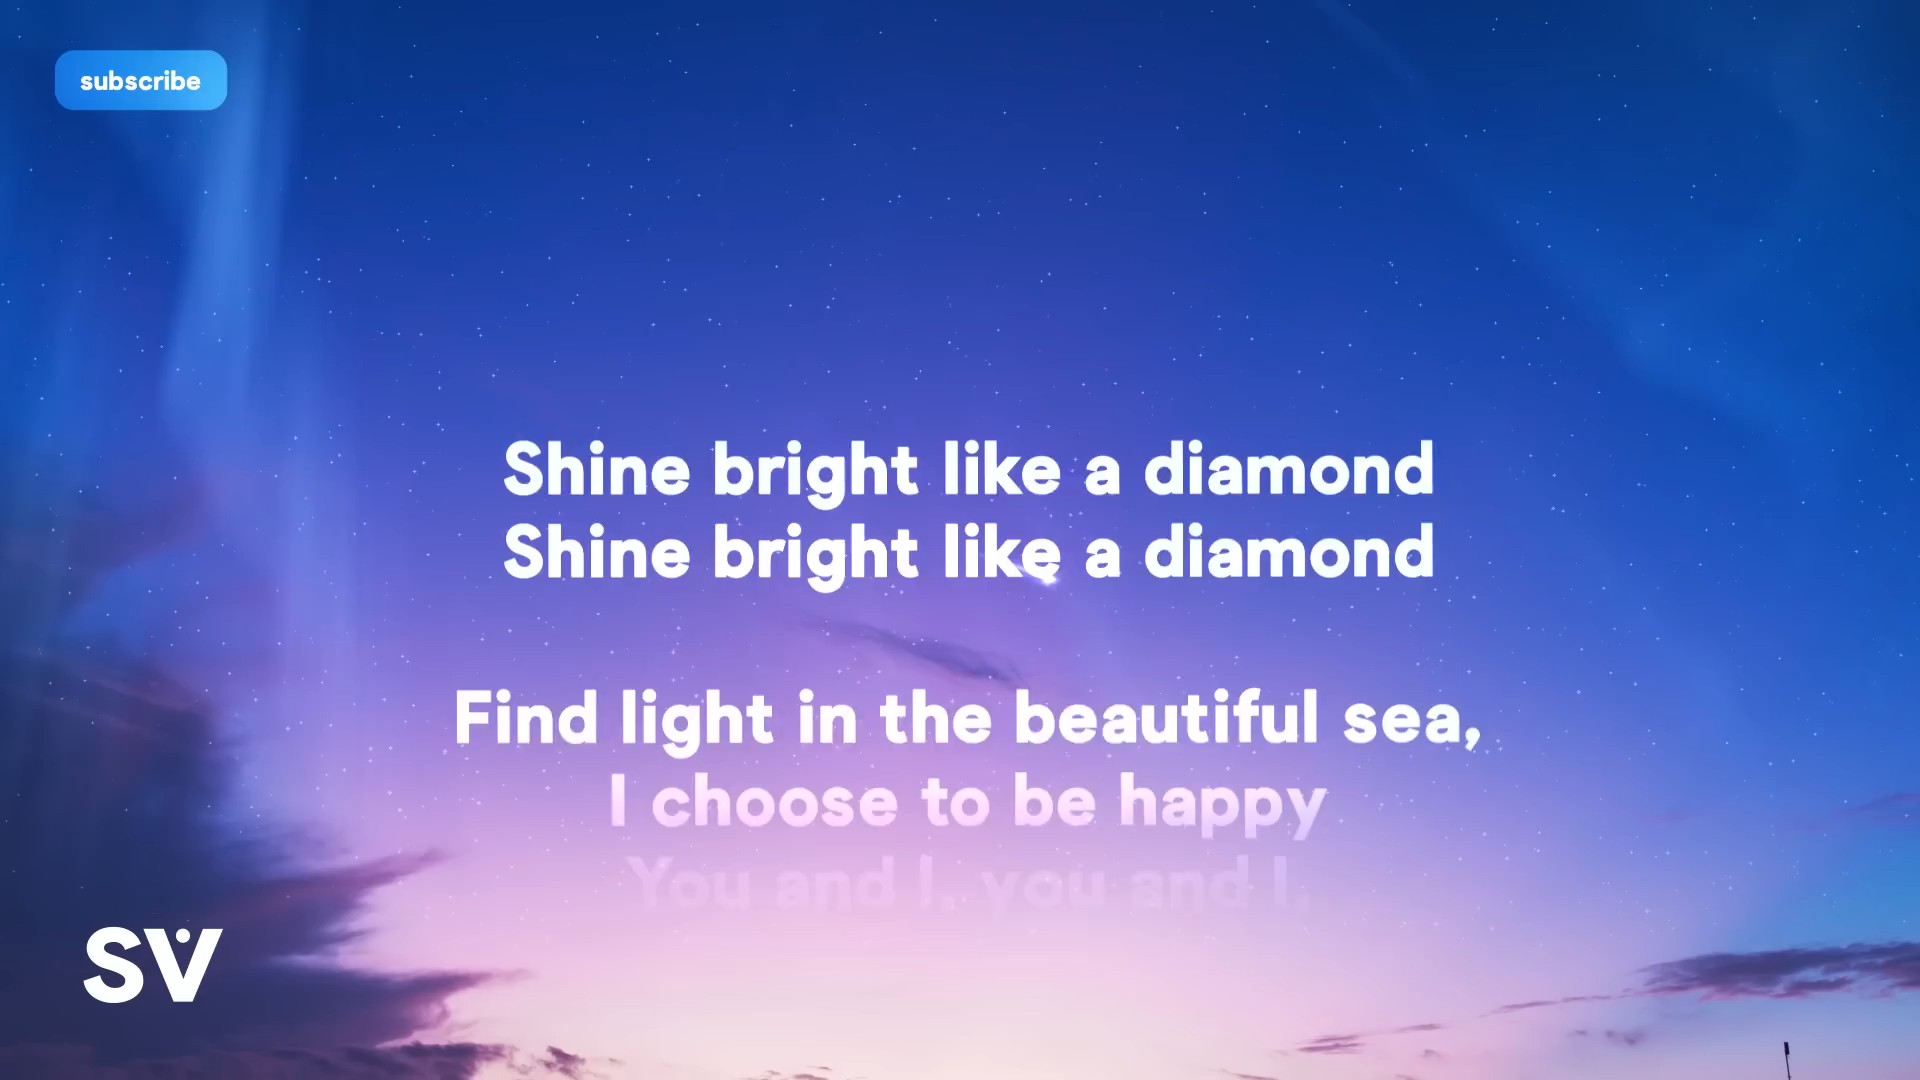 subscribe
Shine bright like a diamond
Shine bright like a diamond
Find light in the beautiful sea,
I choose to be happy
You and I, you and I,
SV